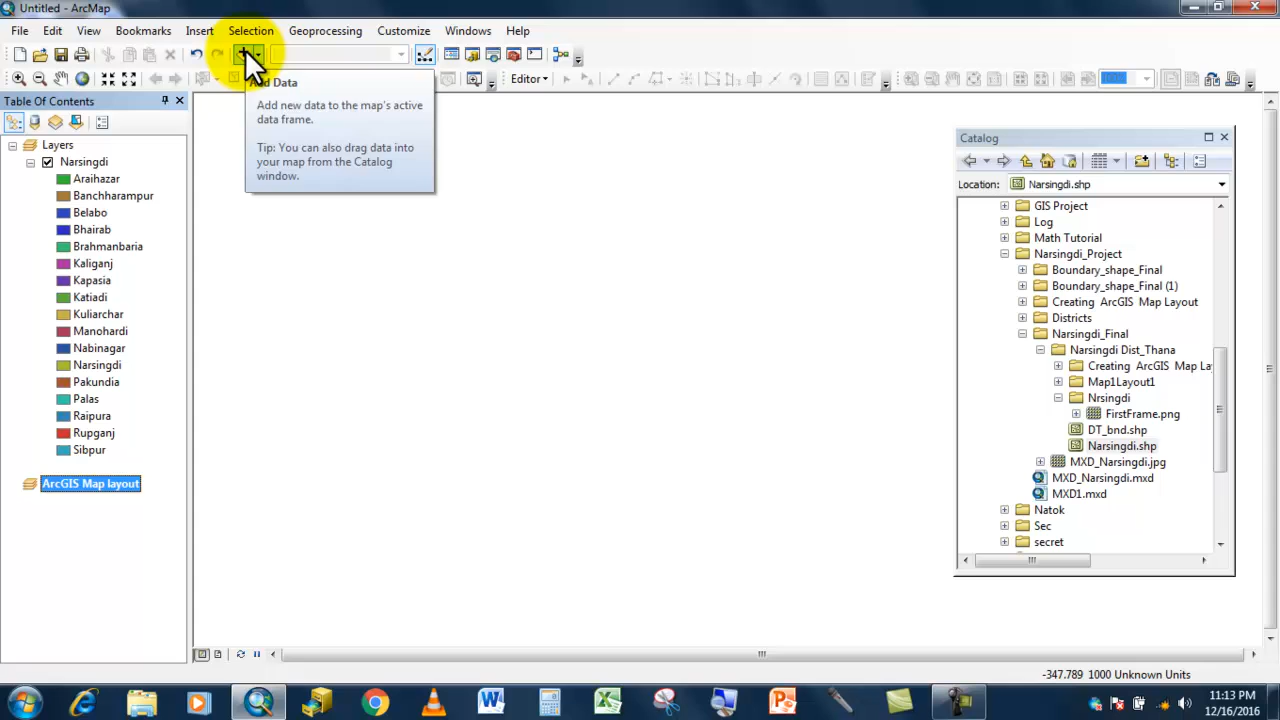 Untitled - ArcMap
File Edit View Bookmarks Insert Selection Geoprocessing Customize Windows Help
Editor
Add Data
Add new data to the map's active
data frame.
Tip: You can also drag data into
your map from the Catalog
window.
Table Of Contents
Layers
Narsingdi
Araihazar
Banchharampur
Belabo
Bhairab
Brahmanbaria
Kaliganj
Kapasia
Katiadi
Kuliarchar
Manohardi
Nabinagar
Narsingdi
Pakundia
Palas
Raipura
Rupganj
Sibpur
ArcGIS Map layout
Catalog
Location: Narsingdi.shp
GIS Project
Log
Math Tutorial
Narsingdi_Project
Boundary_shape_Final
Boundary_shape_Final (1)
Creating ArcGIS Map Layout
Districts
Narsingdi_Final
Narsingdi Dist_Thana
Creating ArcGIS Map La
Map1Layout1
Nrsingdi
FirstFrame.png
DT_bnd.shp
Narsingdi.shp
MXD_Narsingdi.jpg
MXD_Narsingdi.mxd
MXD1.mxd
Natok
Sec
secret
-347.789 1000 Unknown Units
11:13 PM
12/16/2016